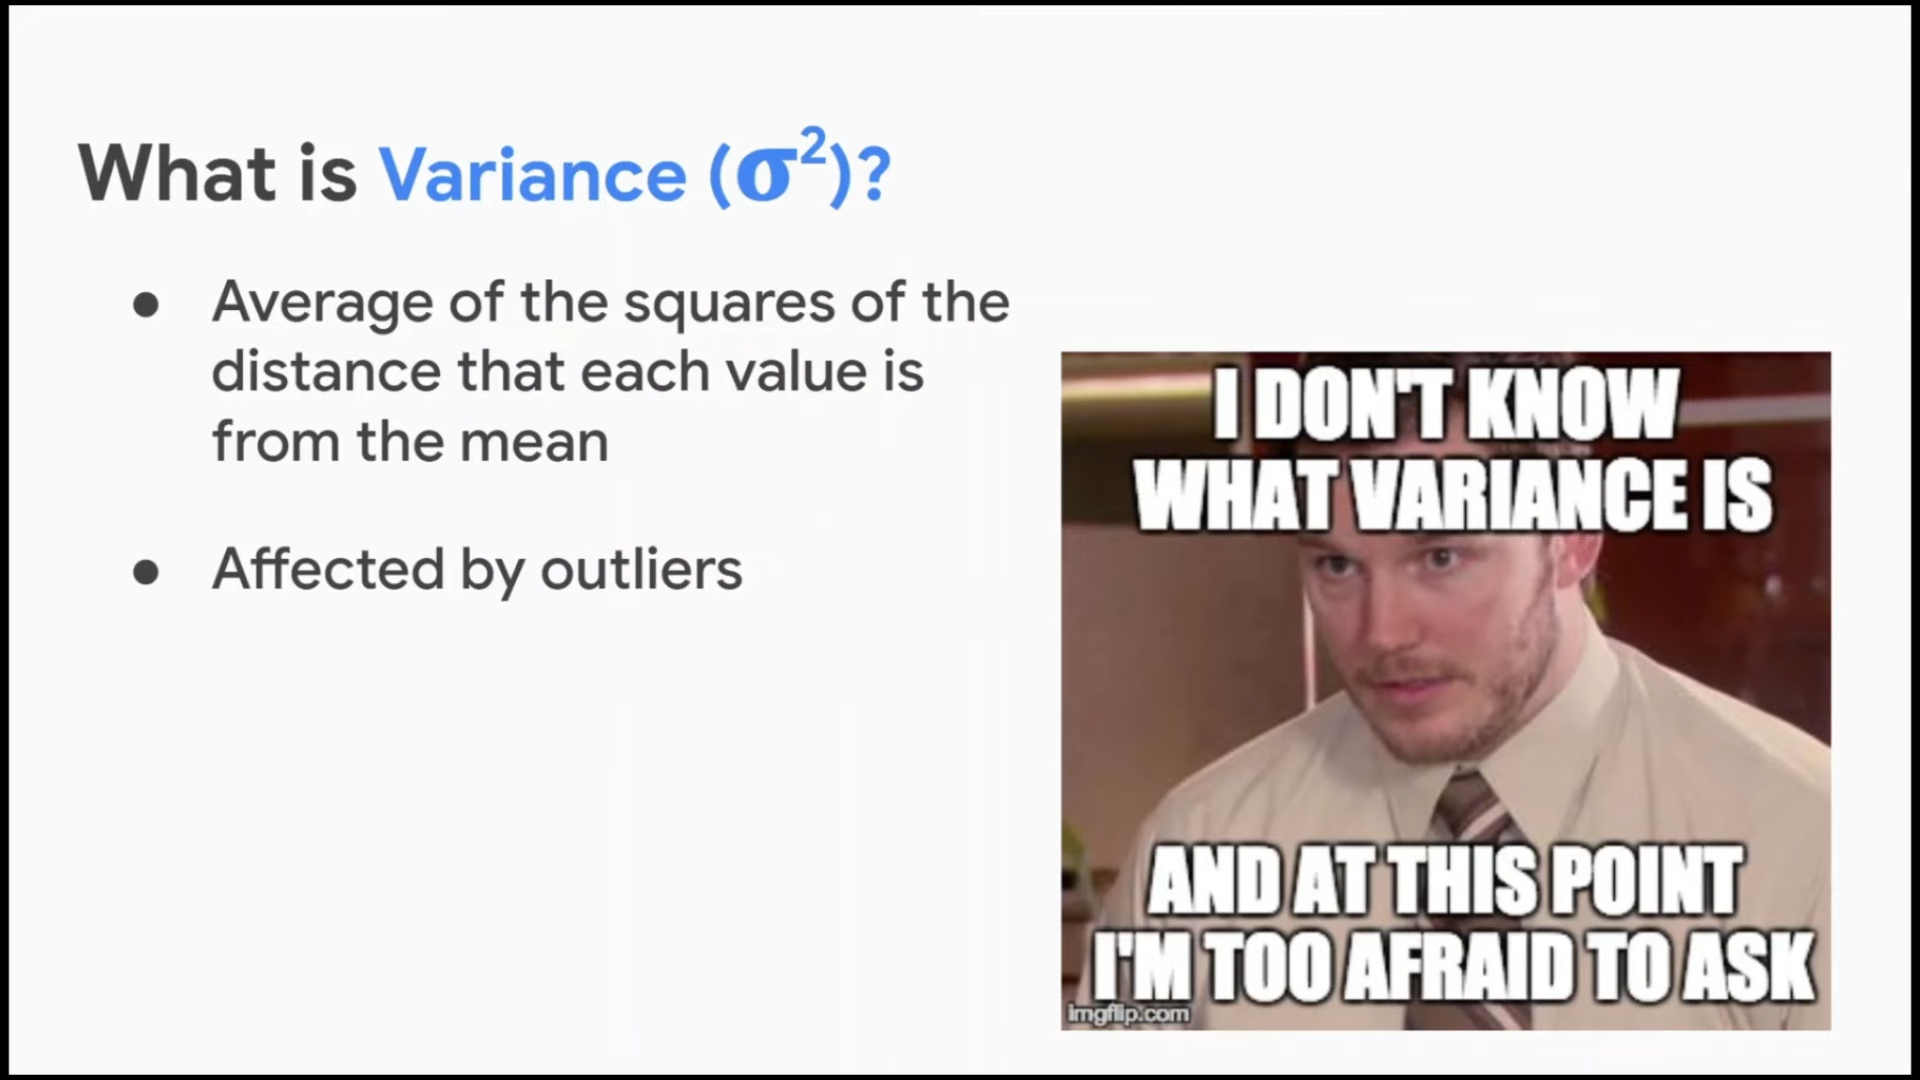 What is Variance (σ²)?
● Average of the squares of the
distance that each value is
from the mean
● Affected by outliers
I DON'T KNOW
WHAT VARIANCE IS
AND AT THIS POINT
I'M TOO AFRAID TO ASK
imgflip.com